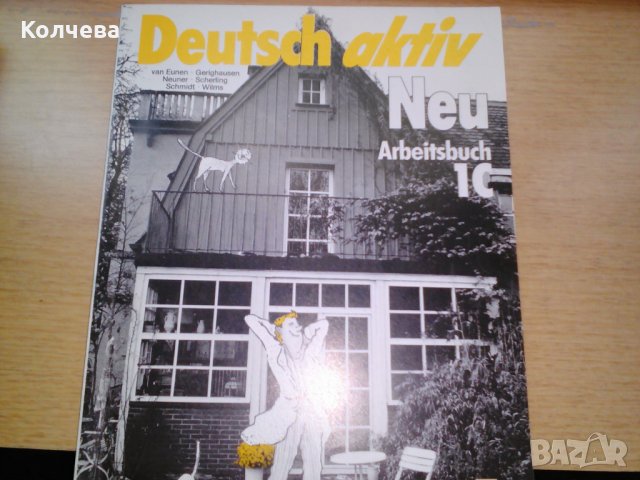 Колчева
Deutsch aktiv
van Eunen · Gerighausen
Neuner · Scherling
Schmidt · Wilms
Neu
Arbeitsbuch
1C
BAZAR